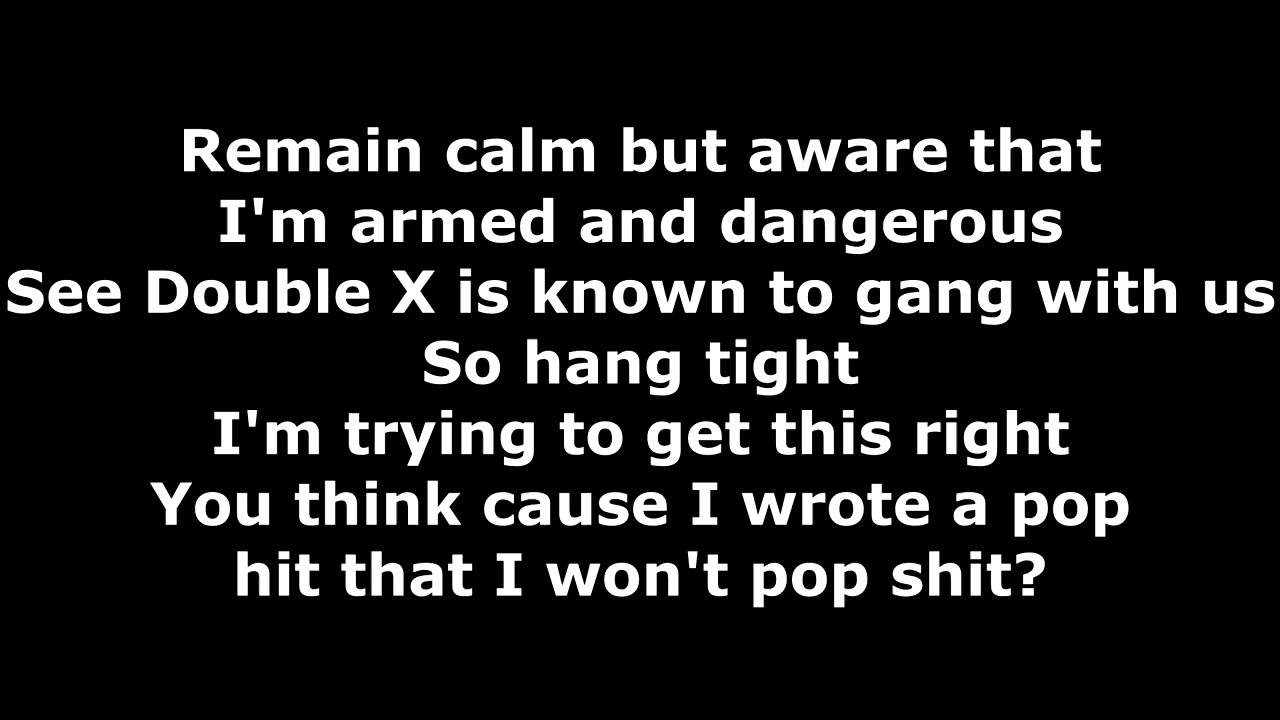 Remain calm but aware that
I'm armed and dangerous
See Double X is known to gang with us
So hang tight
I'm trying to get this right
You think cause I wrote a pop
hit that I won't pop shit?